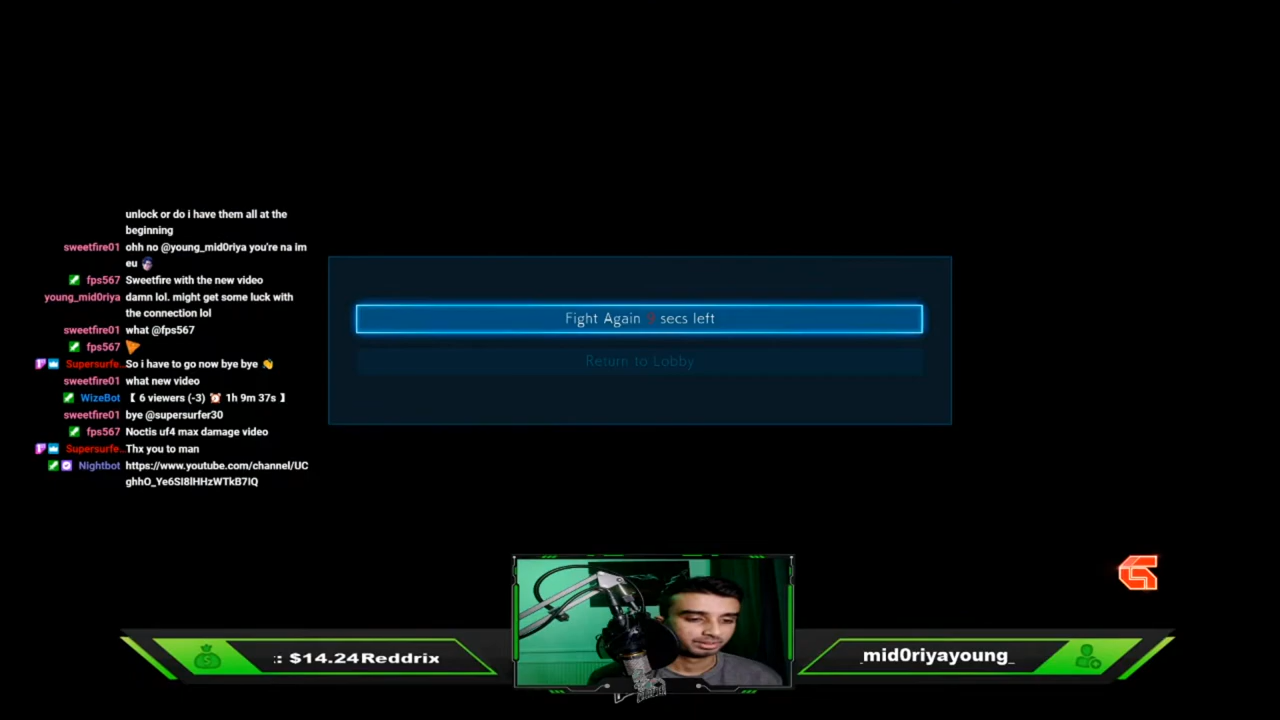 unlock or do i have them all at the
beginning
sweetfire01 ohh no @young_mid0riya you're na im
eu
fps567 Sweetfire with the new video
young_mid0riya damn lol. might get some luck with
the connection lol
sweetfire01 what @fps567
fps567
Supersurfe... So i have to go now bye bye
sweetfire01 what new video
WizeBot 【 6 viewers (-3) ⏰ 1h 9m 37s 】
sweetfire01 bye @supersurfer30
fps567 Noctis uf4 max damage video
Supersurfe... Thx you to man
Nightbot https://www.youtube.com/channel/UC
ghhO_Ye6SI8lHHzWTkB7IQ
Fight Again 9 secs left
Return to Lobby
: $14.24Reddrix
_mid0riyayoung_